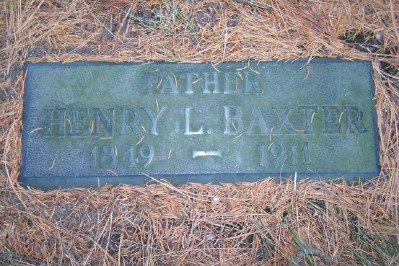 FATHER
HENRY L. BAXTER
1849 – 1911